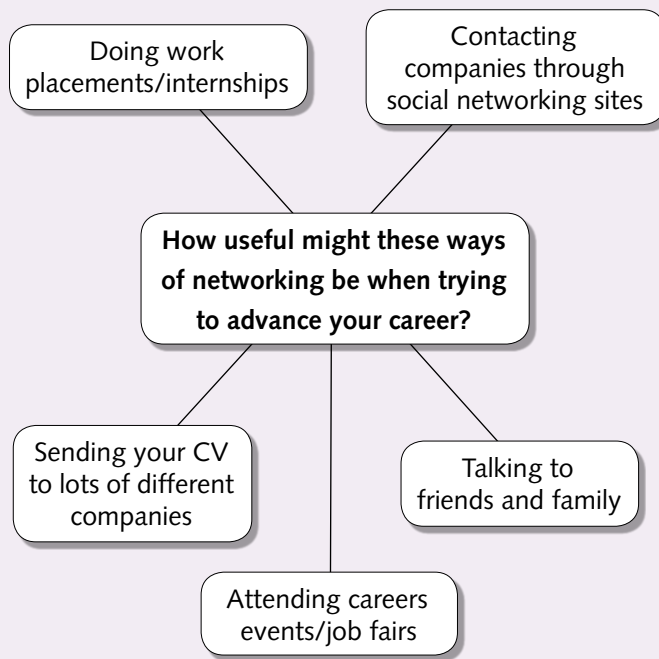 Doing work
placements/internships
Contacting
companies through
social networking sites
How useful might these ways
of networking be when trying
to advance your career?
Sending your CV
to lots of different
companies
Talking to
friends and family
Attending careers
events/job fairs